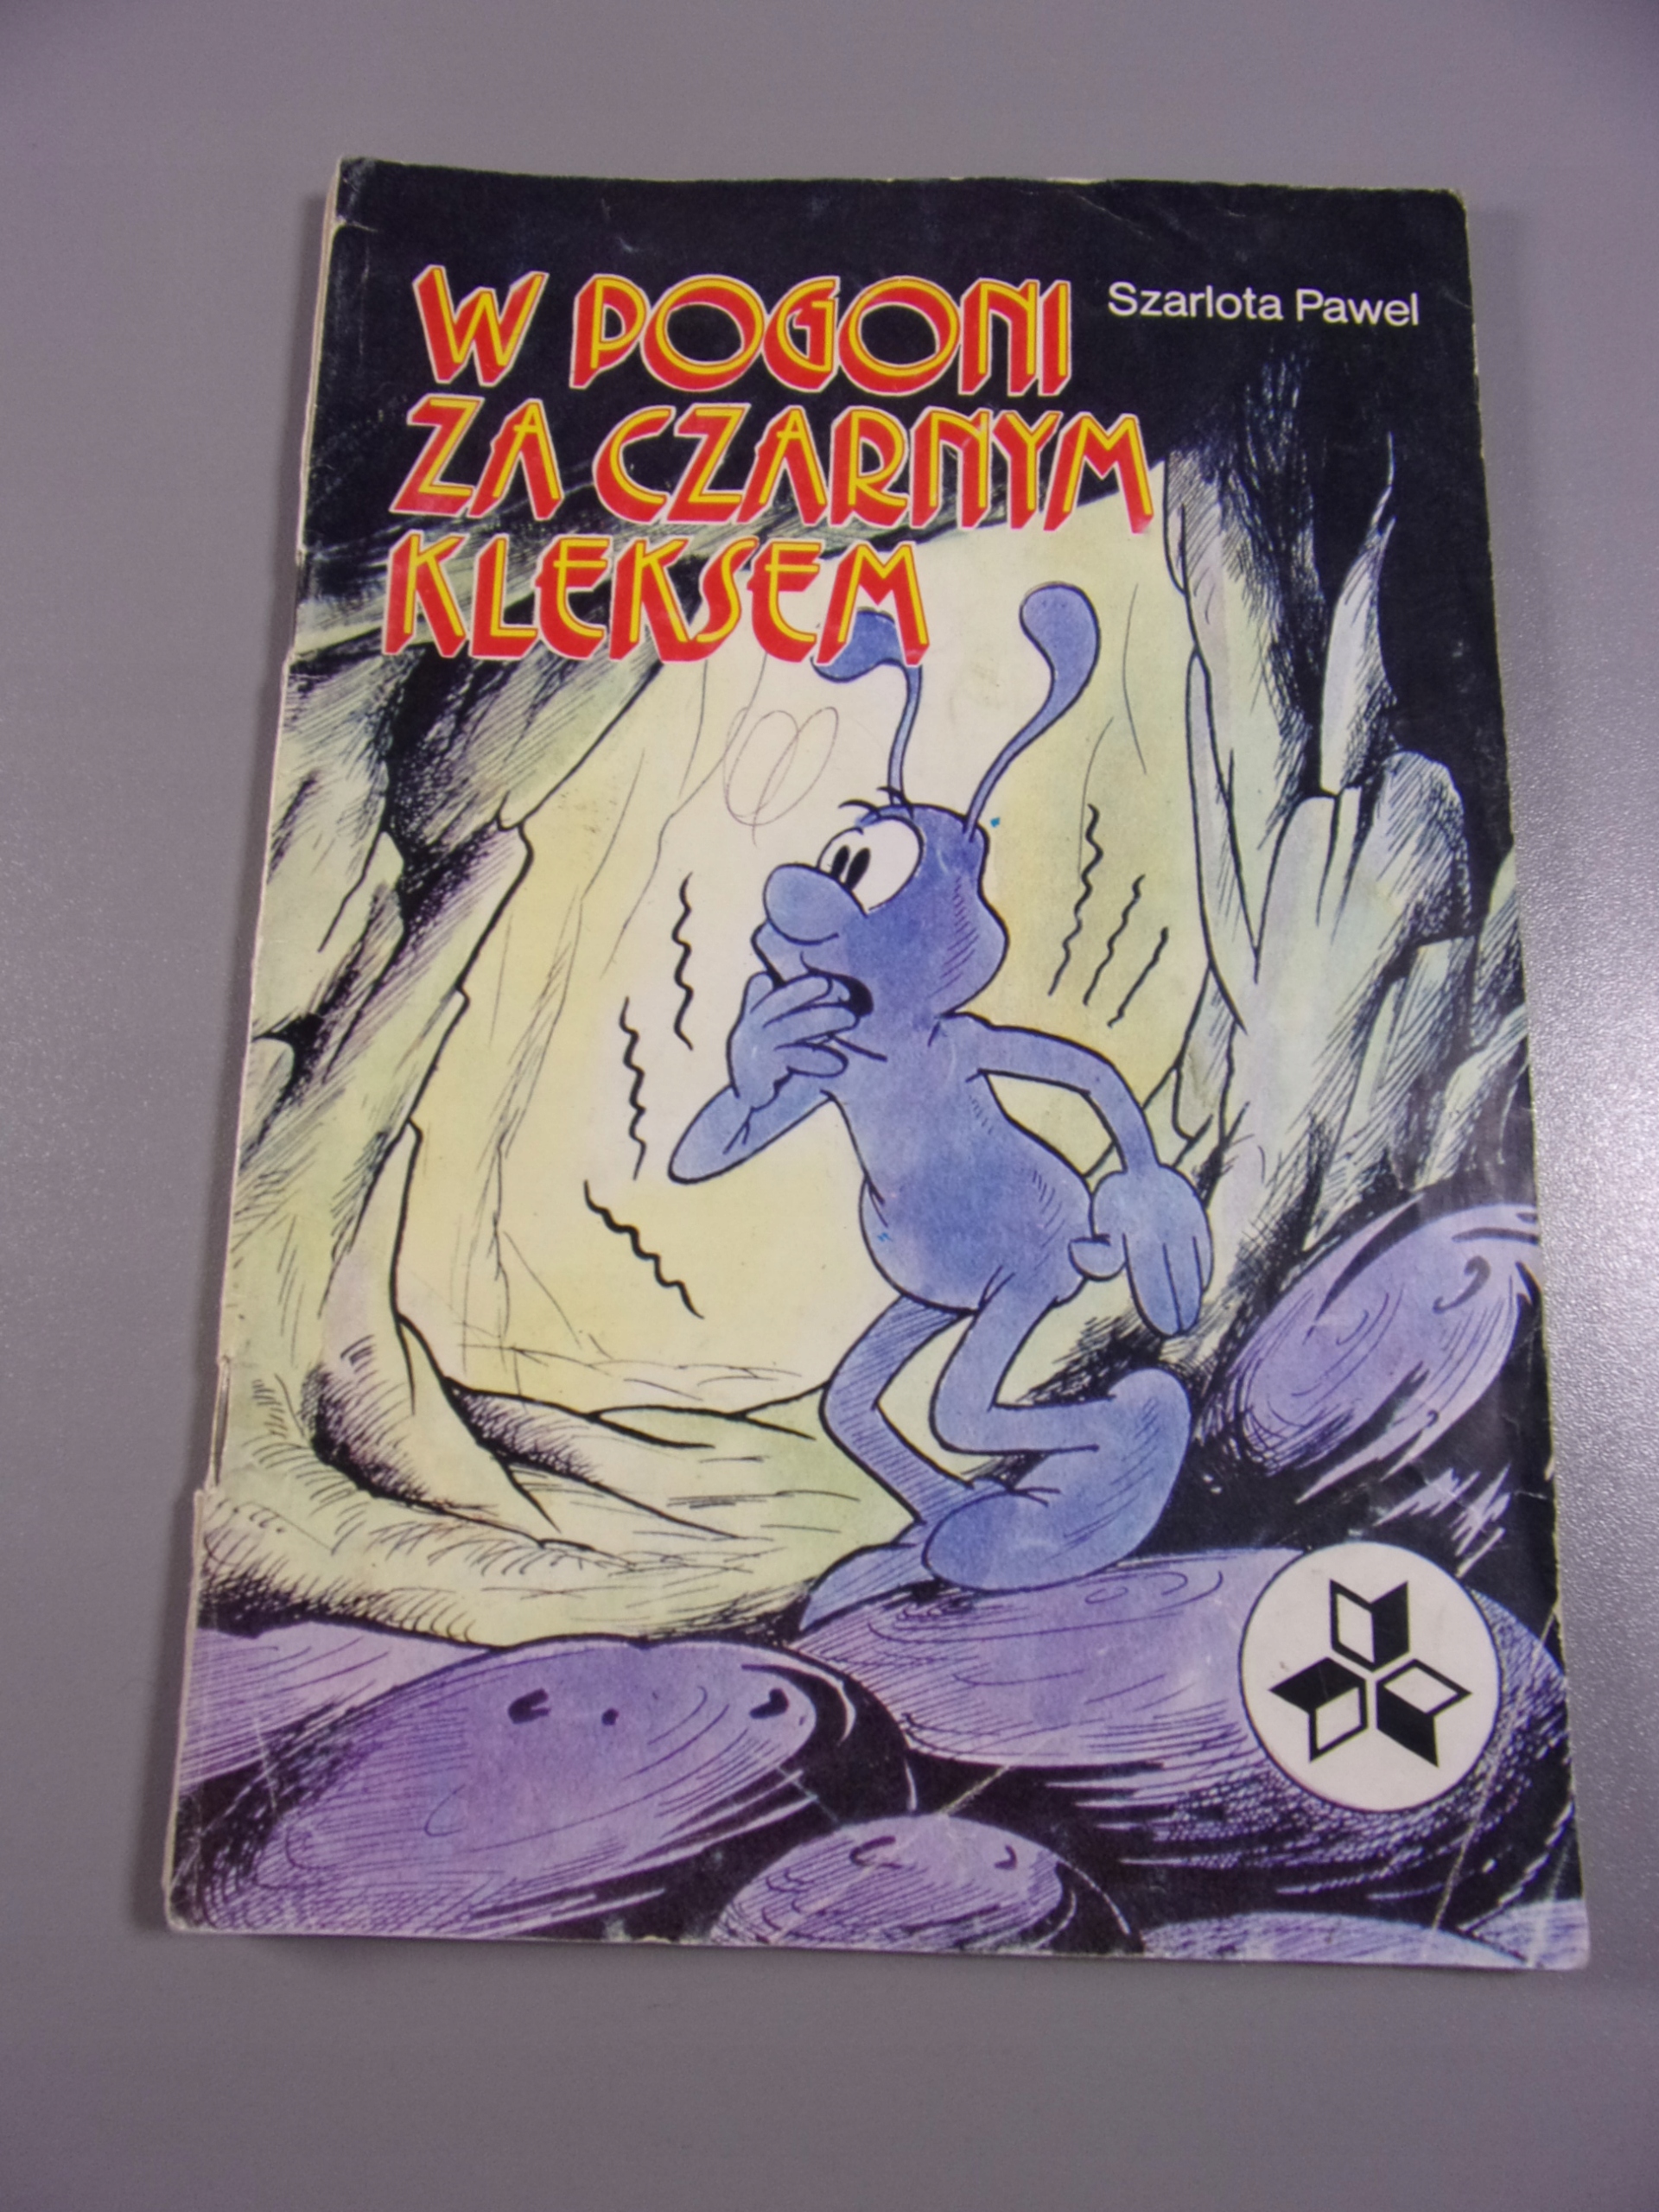 W POGONI
ZA CZARNYM
KLEKSEM
Szarlota Pawel